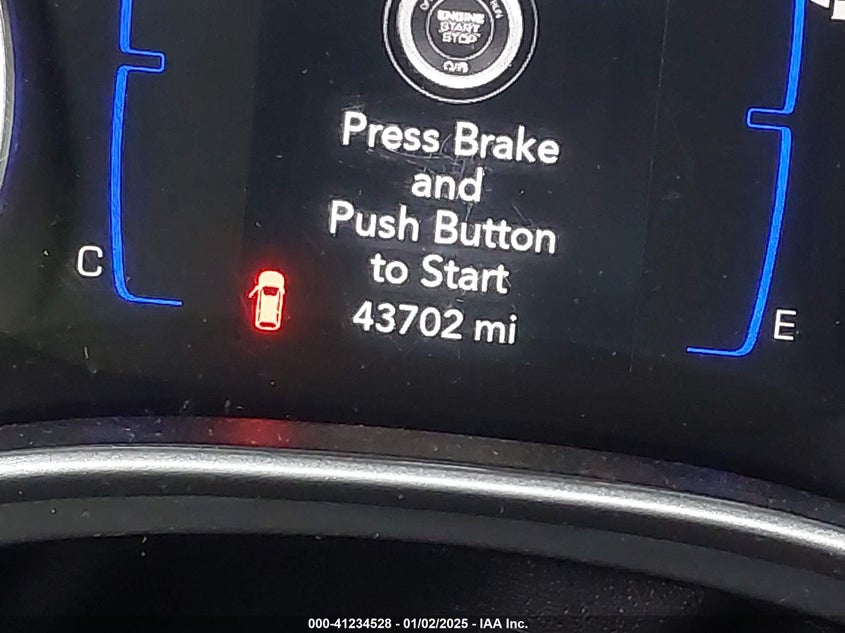 ENGINE
START
STOP
RUN
Press Brake
and
Push Button
to Start
C
43702 mi
E
000-41234528 - 01/02/2025 - IAA Inc.